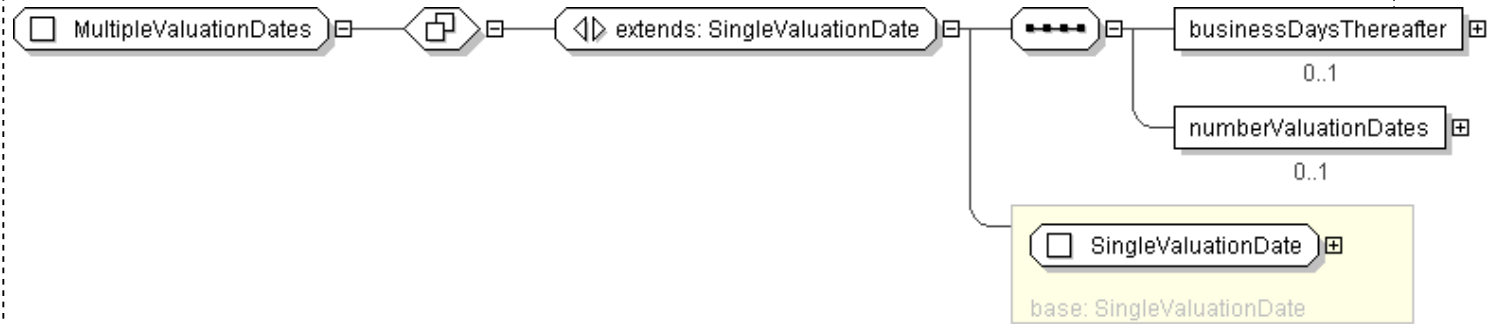 MultipleValuationDates
extends: SingleValuationDate
businessDaysThereafter
0..1
numberValuationDates
0..1
SingleValuationDate
base: SingleValuationDate